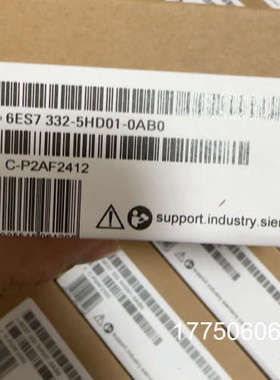 6ES7 332-5HD01-0AB0
C-P2AF2412
support.industry.sie
17750606